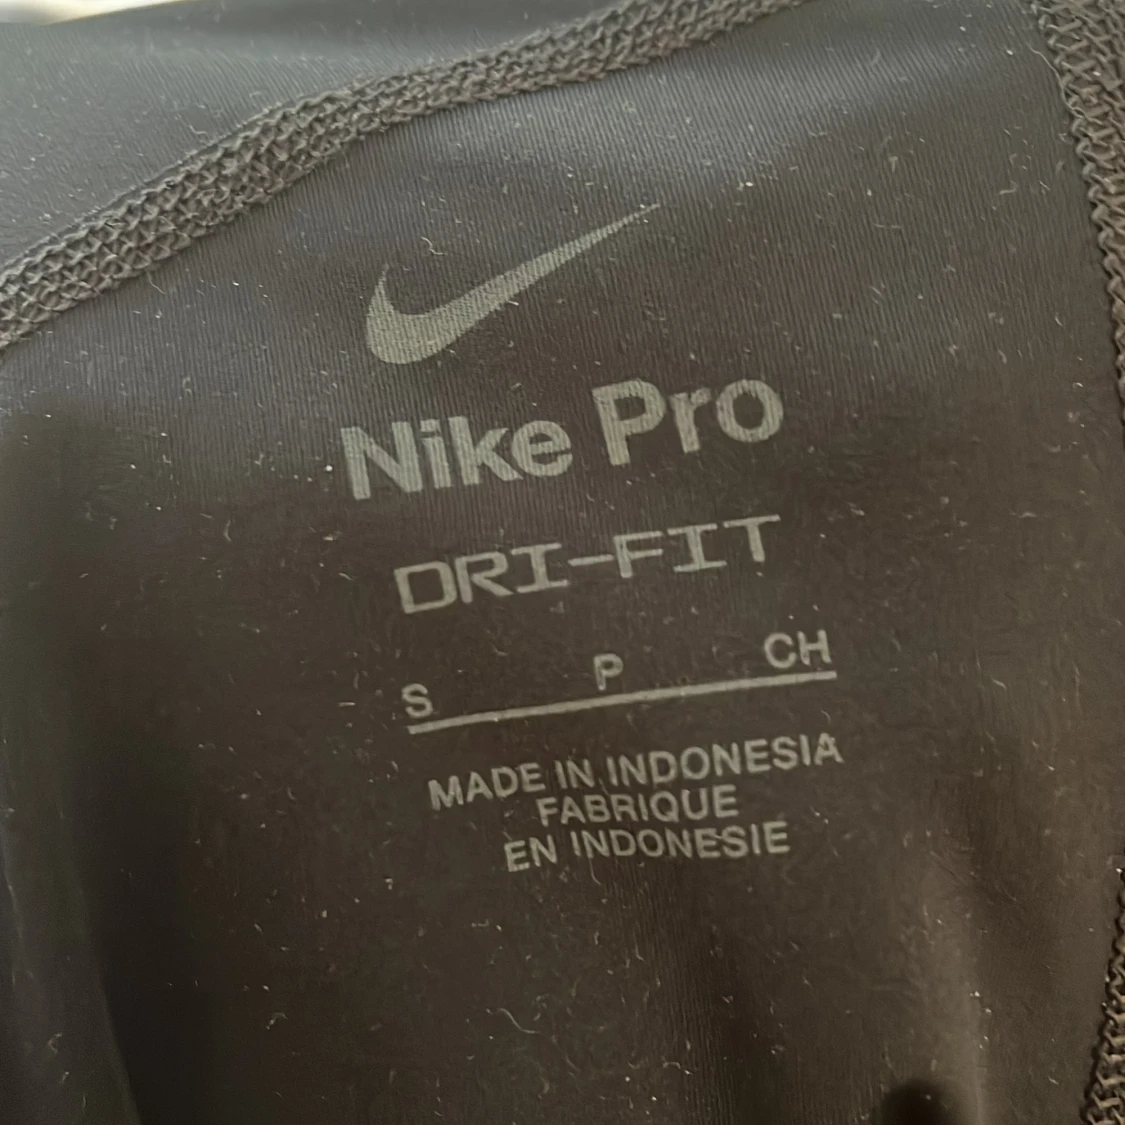 Nike Pro
DRI-FIT
S P CH
MADE IN INDONESIA
FABRIQUE
EN INDONESIE